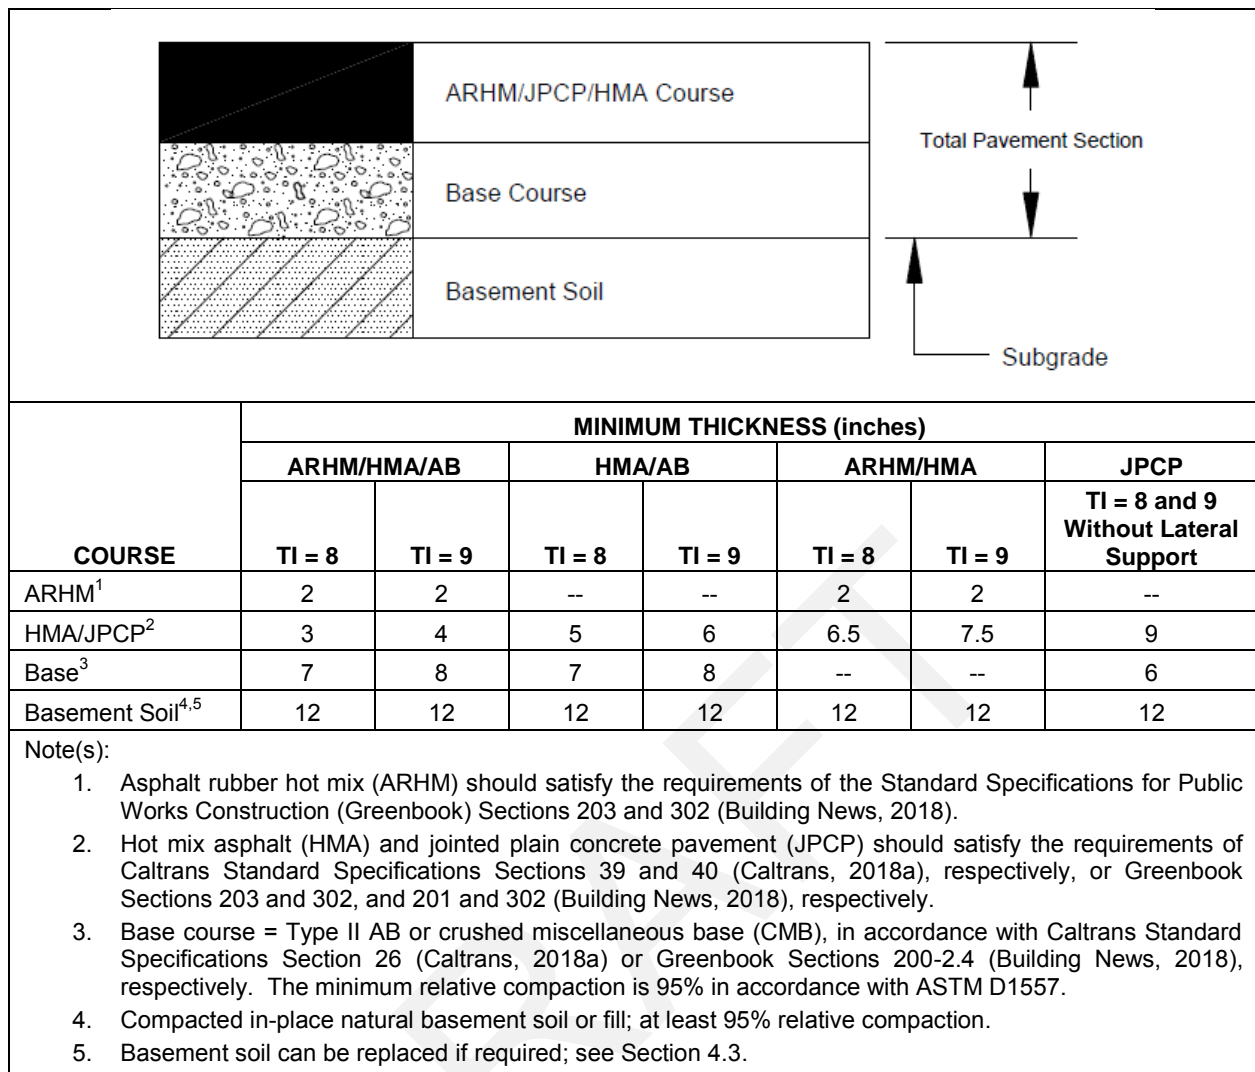 ARHM/JPCP/HMA Course
Total Pavement Section
Base Course
Basement Soil
Subgrade
MINIMUM THICKNESS (inches)
ARHM/HMA/AB HMA/AB ARHM/HMA JPCP
COURSE TI = 8 TI = 9 TI = 8 TI = 9 TI = 8 TI = 9 TI = 8 and 9
Without Lateral
Support
ARHM1 2 2 -- -- 2 2 --
HMA/JPCP2 3 4 5 6 6.5 7.5 9
Base3 7 8 7 8 -- -- 6
Basement Soil4,5 12 12 12 12 12 12 12
Note(s):
1. Asphalt rubber hot mix (ARHM) should satisfy the requirements of the Standard Specifications for Public
Works Construction (Greenbook) Sections 203 and 302 (Building News, 2018).
2. Hot mix asphalt (HMA) and jointed plain concrete pavement (JPCP) should satisfy the requirements of
Caltrans Standard Specifications Sections 39 and 40 (Caltrans, 2018a), respectively, or Greenbook
Sections 203 and 302, and 201 and 302 (Building News, 2018), respectively.
3. Base course = Type II AB or crushed miscellaneous base (CMB), in accordance with Caltrans Standard
Specifications Section 26 (Caltrans, 2018a) or Greenbook Sections 200-2.4 (Building News, 2018),
respectively. The minimum relative compaction is 95% in accordance with ASTM D1557.
4. Compacted in-place natural basement soil or fill; at least 95% relative compaction.
5. Basement soil can be replaced if required; see Section 4.3.
RAFT